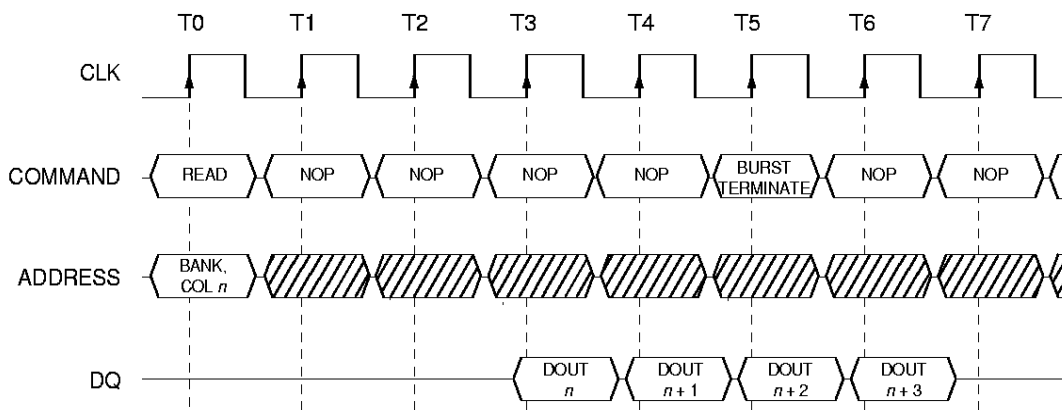 T0 T1 T2 T3 T4 T5 T6 T7
CLK
COMMAND READ NOP NOP NOP NOP BURST TERMINATE NOP NOP
ADDRESS BANK, COL n
DQ DOUT n DOUT n + 1 DOUT n + 2 DOUT n + 3